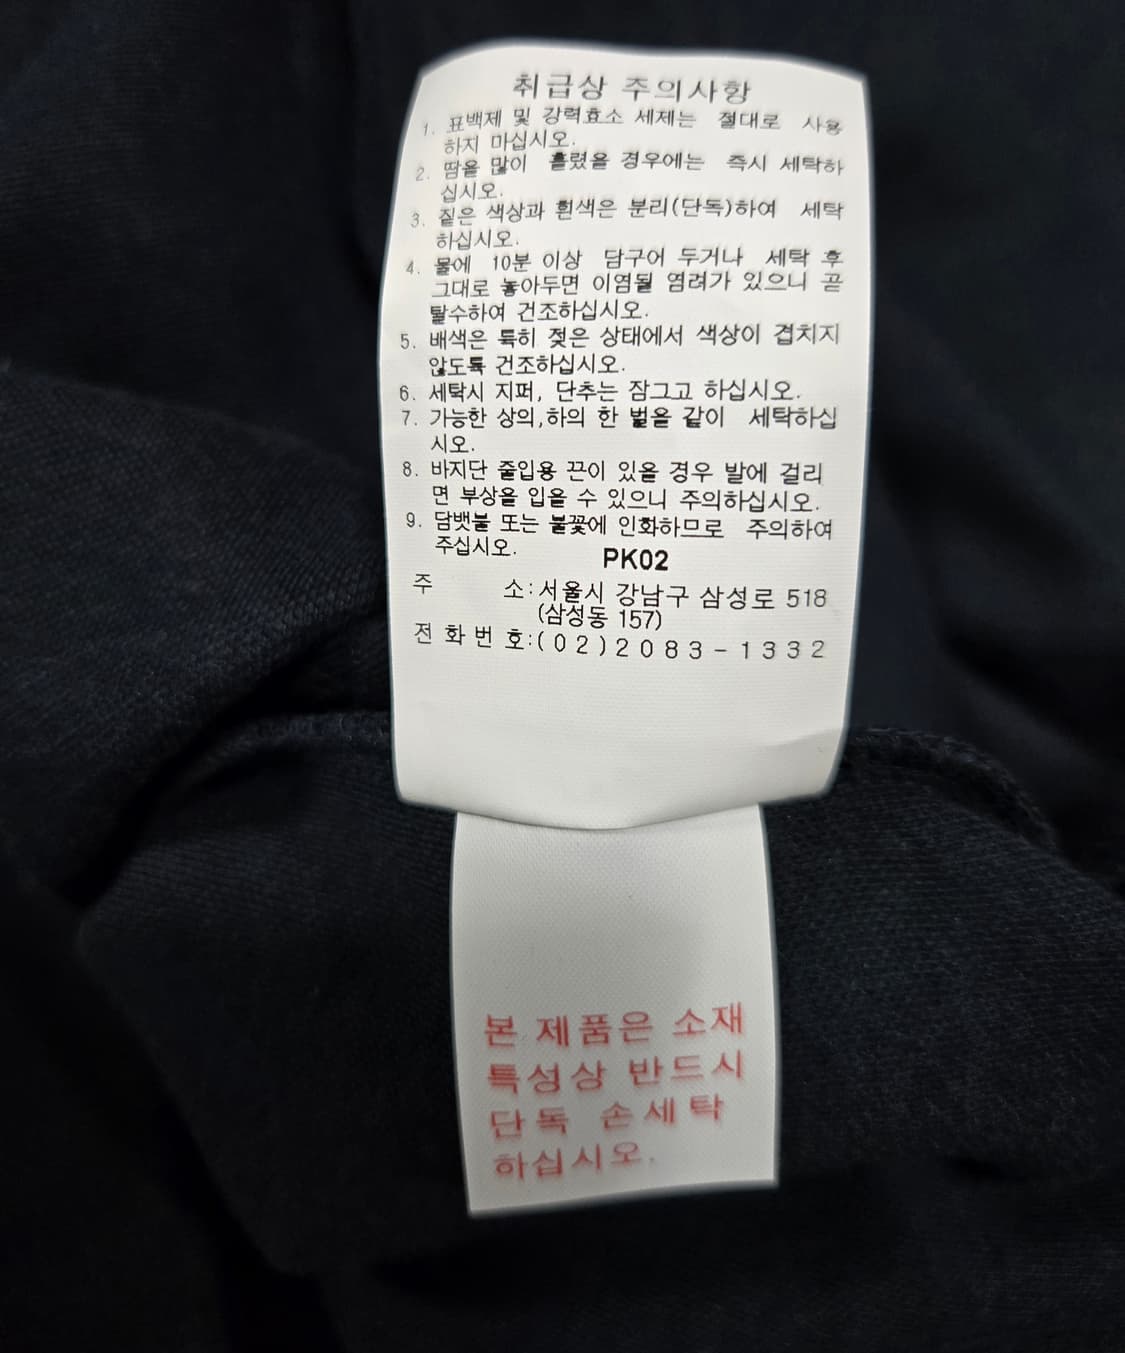 취급상 주의사항
1. 표백제 및 강력효소 세제는 절대로 사용
하지 마십시오.
2. 땀을 많이 흘렸을 경우에는 즉시 세탁하
십시오.
3. 짙은 색상과 흰색은 분리(단독)하여 세탁
하십시오.
4. 물에 10분 이상 담구어 두거나 세탁 후
그대로 놓아두면 이염될 염려가 있으니 곧
탈수하여 건조하십시오.
5. 배색은 특히 젖은 상태에서 색상이 겹치지
않도록 건조하십시오.
6. 세탁시 지퍼, 단추는 잠그고 하십시오.
7. 가능한 상의,하의 한 벌을 같이 세탁하십
시오.
8. 바지단 줄입용 끈이 있을 경우 발에 걸리
면 부상을 입을 수 있으니 주의하십시오.
9. 담뱃불 또는 불꽃에 인화하므로 주의하여
주십시오.
PK02
주 소:서울시 강남구 삼성로 518
(삼성동 157)
전화번호:(02)2083-1332
본 제품은 소재
특성상 반드시
단독 손세탁
하십시오.